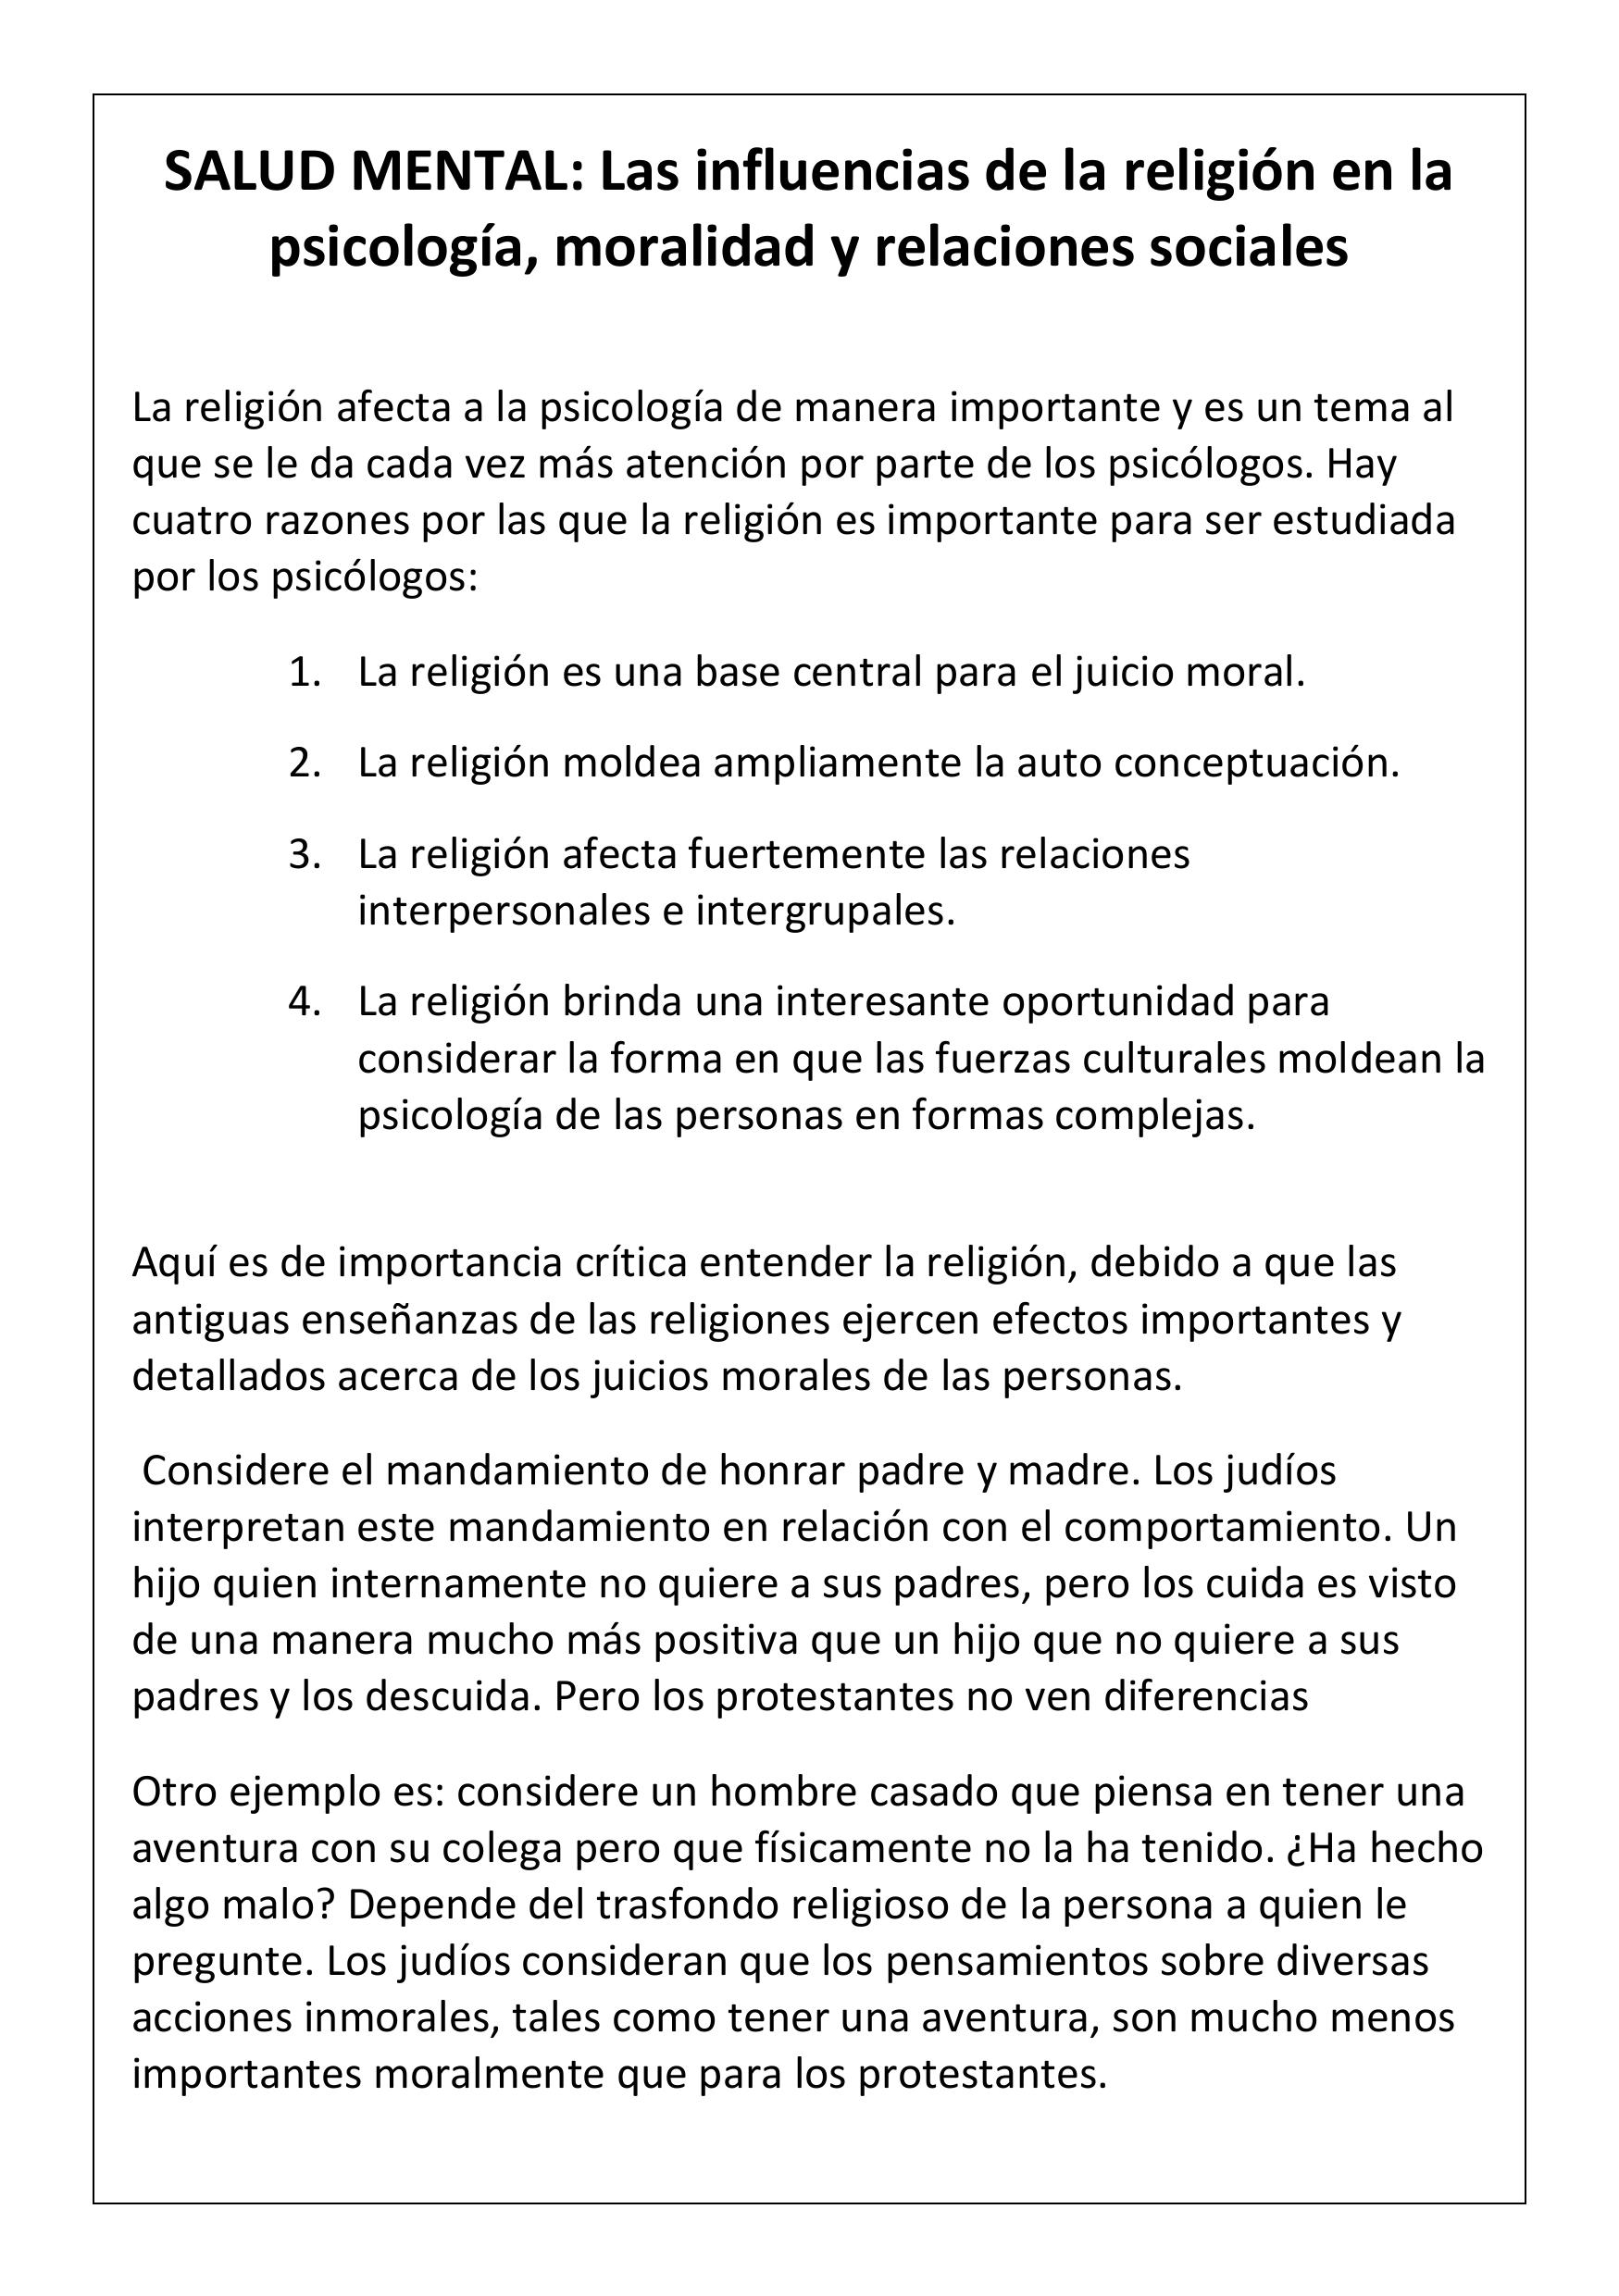 SALUD MENTAL: Las influencias de la religión en la
psicología, moralidad y relaciones sociales
La religión afecta a la psicología de manera importante y es un tema al
que se le da cada vez más atención por parte de los psicólogos. Hay
cuatro razones por las que la religión es importante para ser estudiada
por los psicólogos:
1. La religión es una base central para el juicio moral.
2. La religión moldea ampliamente la auto conceptuación.
3. La religión afecta fuertemente las relaciones
interpersonales e intergrupales.
4. La religión brinda una interesante oportunidad para
considerar la forma en que las fuerzas culturales moldean la
psicología de las personas en formas complejas.
Aquí es de importancia crítica entender la religión, debido a que las
antiguas enseñanzas de las religiones ejercen efectos importantes y
detallados acerca de los juicios morales de las personas.
Considere el mandamiento de honrar padre y madre. Los judíos
interpretan este mandamiento en relación con el comportamiento. Un
hijo quien internamente no quiere a sus padres, pero los cuida es visto
de una manera mucho más positiva que un hijo que no quiere a sus
padres y los descuida. Pero los protestantes no ven diferencias
Otro ejemplo es: considere un hombre casado que piensa en tener una
aventura con su colega pero que físicamente no la ha tenido. ¿Ha hecho
algo malo? Depende del trasfondo religioso de la persona a quien le
pregunte. Los judíos consideran que los pensamientos sobre diversas
acciones inmorales, tales como tener una aventura, son mucho menos
importantes moralmente que para los protestantes.